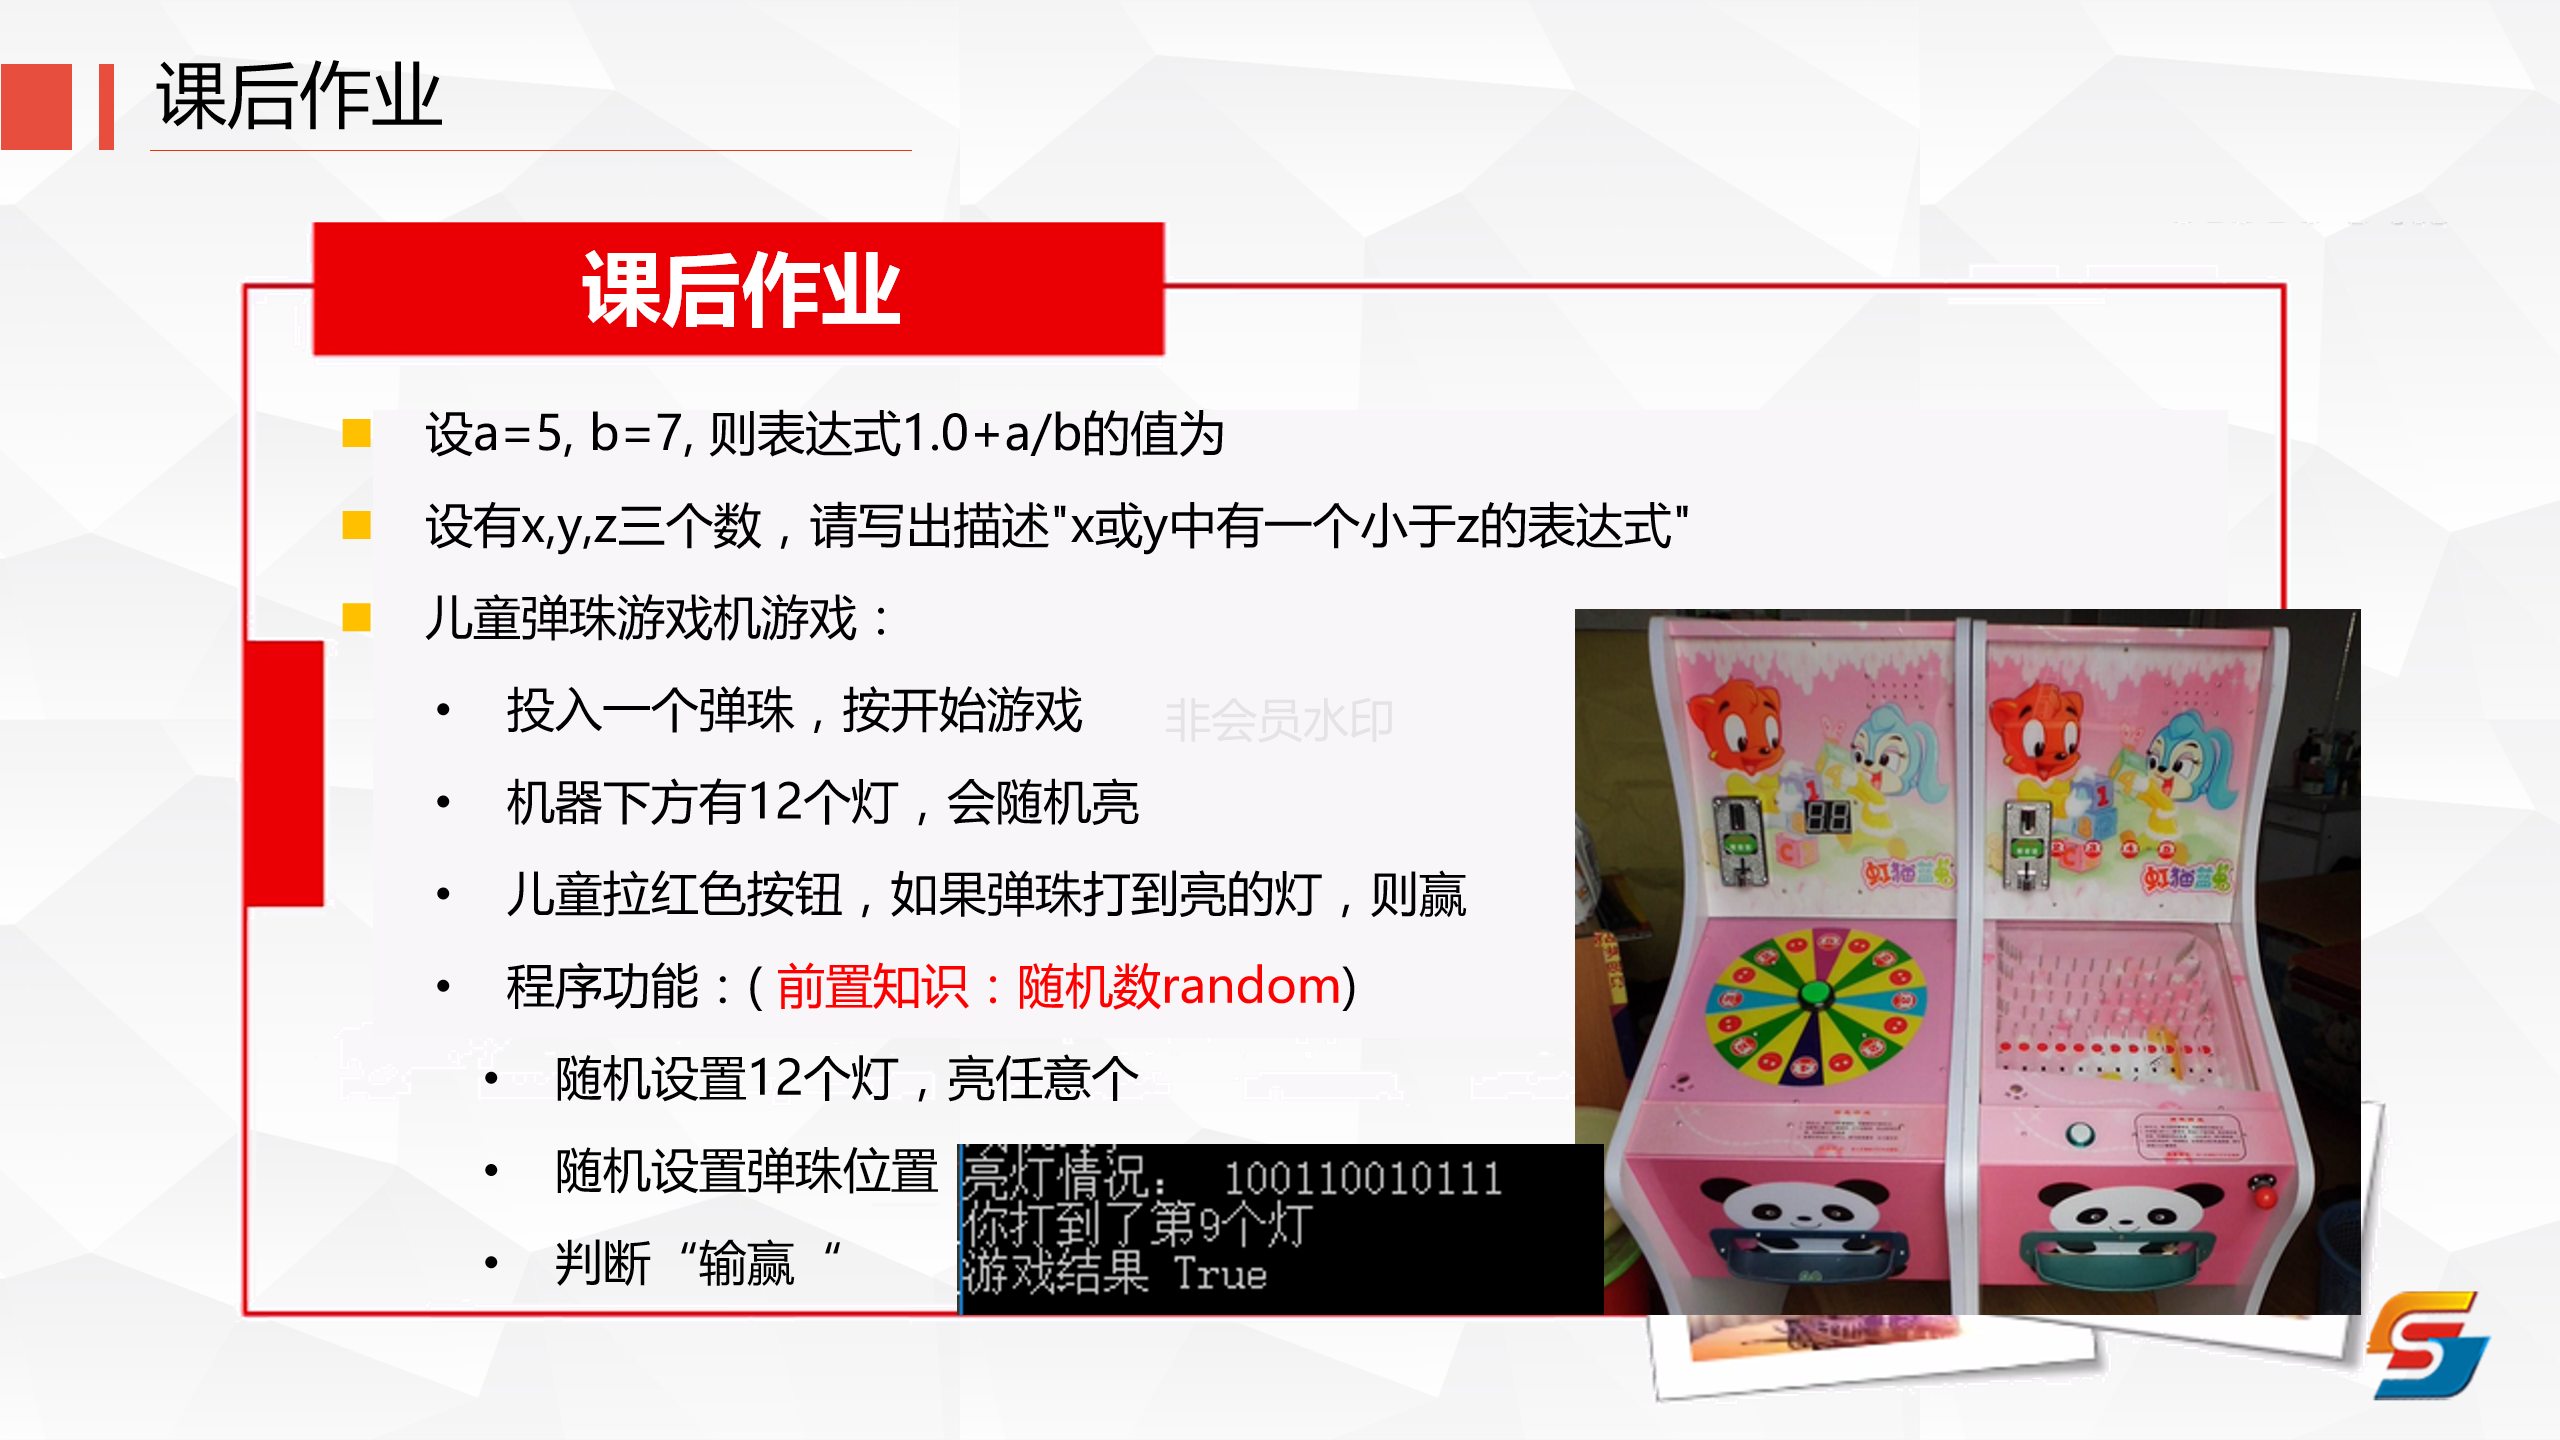 课后作业
课后作业
设a=5, b=7, 则表达式1.0+a/b的值为
设有x,y,z三个数，请写出描述"x或y中有一个小于z的表达式"
儿童弹珠游戏机游戏：
投入一个弹珠，按开始游戏
非会员水印
机器下方有12个灯，会随机亮
儿童拉红色按钮，如果弹珠打到亮的灯，则赢
程序功能：( 前置知识：随机数random)
随机设置12个灯，亮任意个
随机设置弹珠位置
判断“输赢“
亮灯情况： 100110010111
你打到了第9个灯
游戏结果 True
虹猫蓝兔
虹猫蓝兔